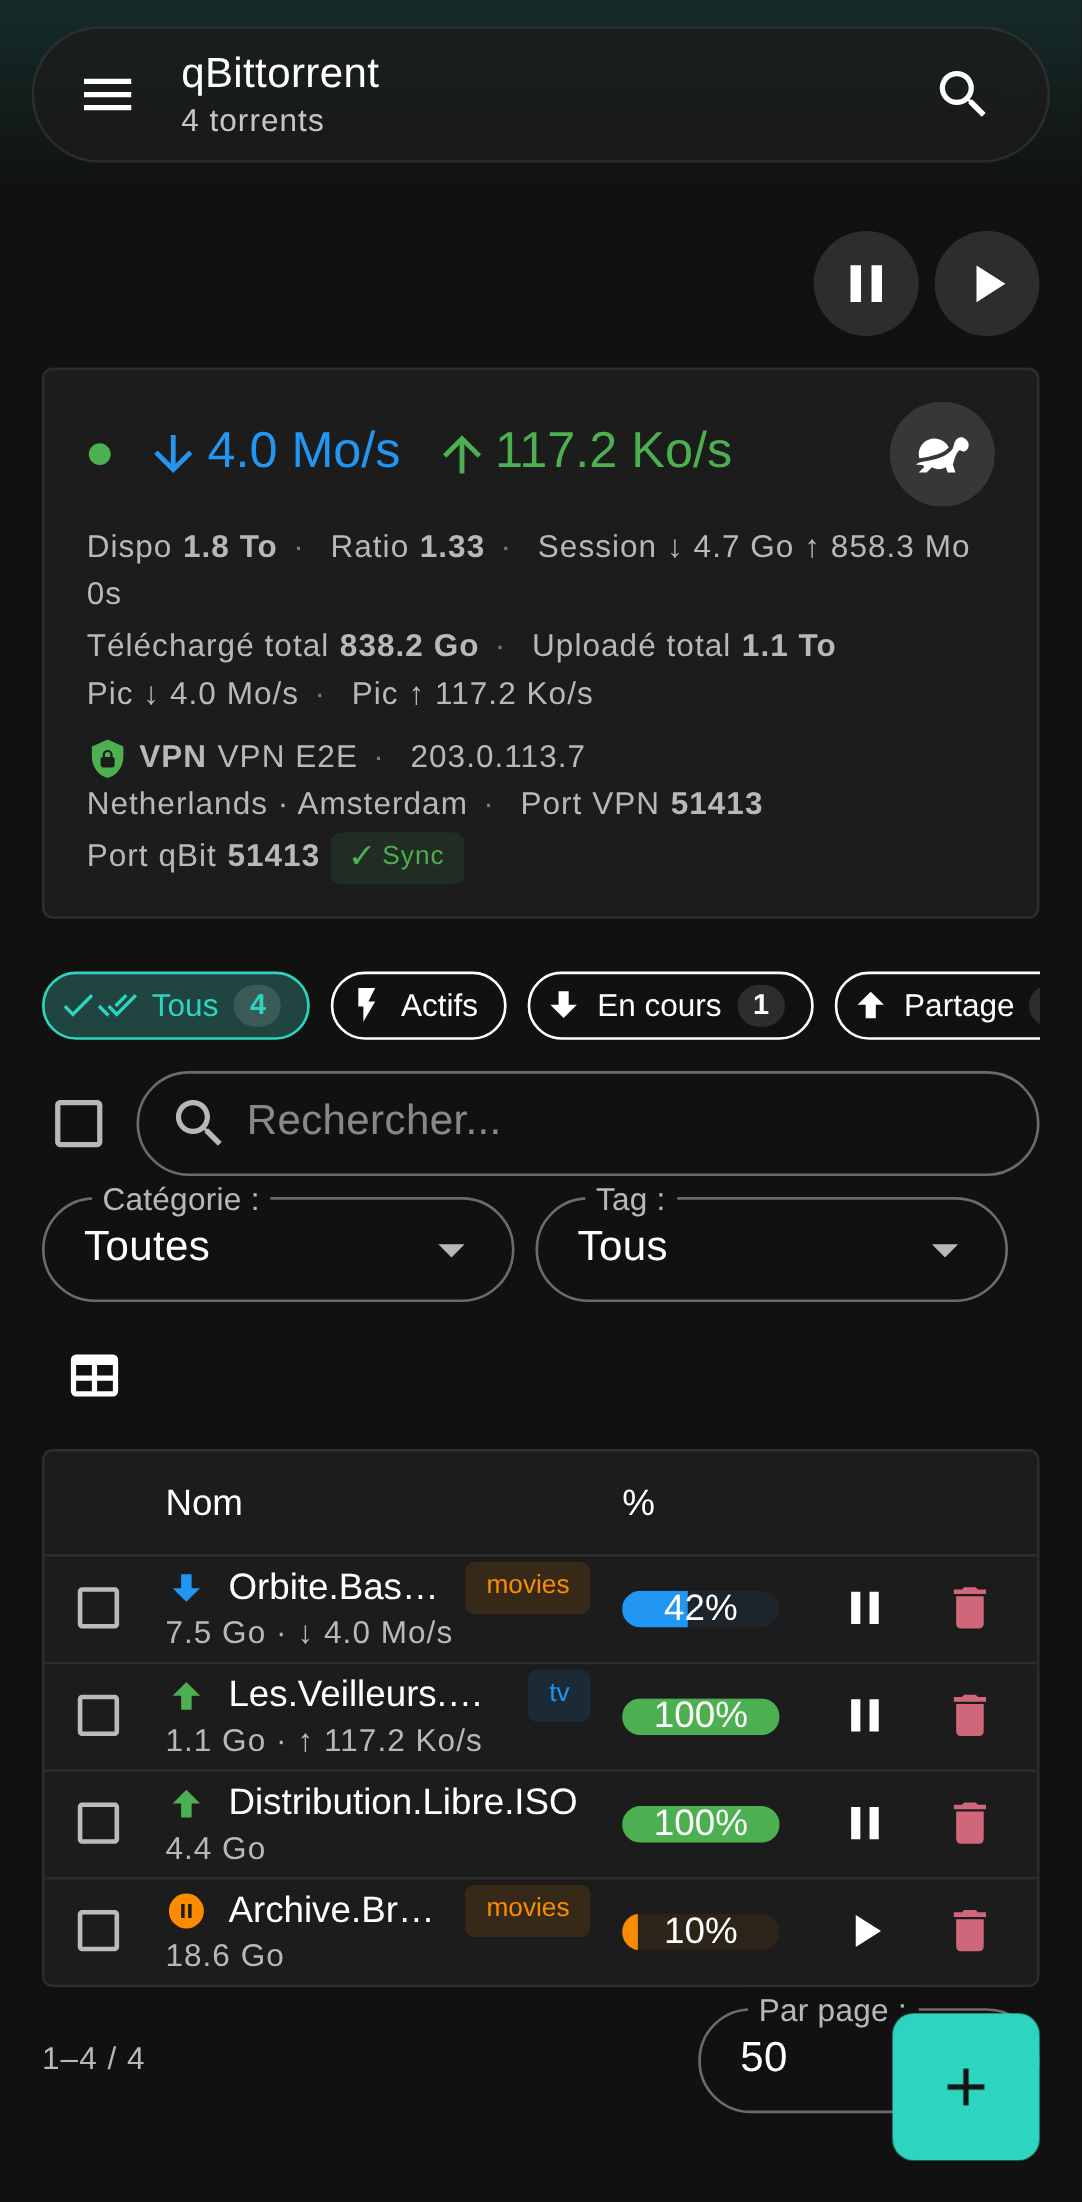 qBittorrent
4 torrents
↓ 4.0 Mo/s ↑ 117.2 Ko/s
Dispo 1.8 To · Ratio 1.33 · Session ↓ 4.7 Go ↑ 858.3 Mo
0s
Téléchargé total 838.2 Go · Uploadé total 1.1 To
Pic ↓ 4.0 Mo/s · Pic ↑ 117.2 Ko/s
VPN VPN E2E · 203.0.113.7
Netherlands · Amsterdam · Port VPN 51413
Port qBit 51413 ✓ Sync
Tous 4 Actifs En cours 1 Partage
Rechercher...
Catégorie : Tag :
Toutes Tous
Nom %
Orbite.Bas… movies 42%
7.5 Go · ↓ 4.0 Mo/s
Les.Veilleurs.… tv 100%
1.1 Go · ↑ 117.2 Ko/s
Distribution.Libre.ISO 100%
4.4 Go
Archive.Br… movies 10%
18.6 Go
Par page :
1–4 / 4 50